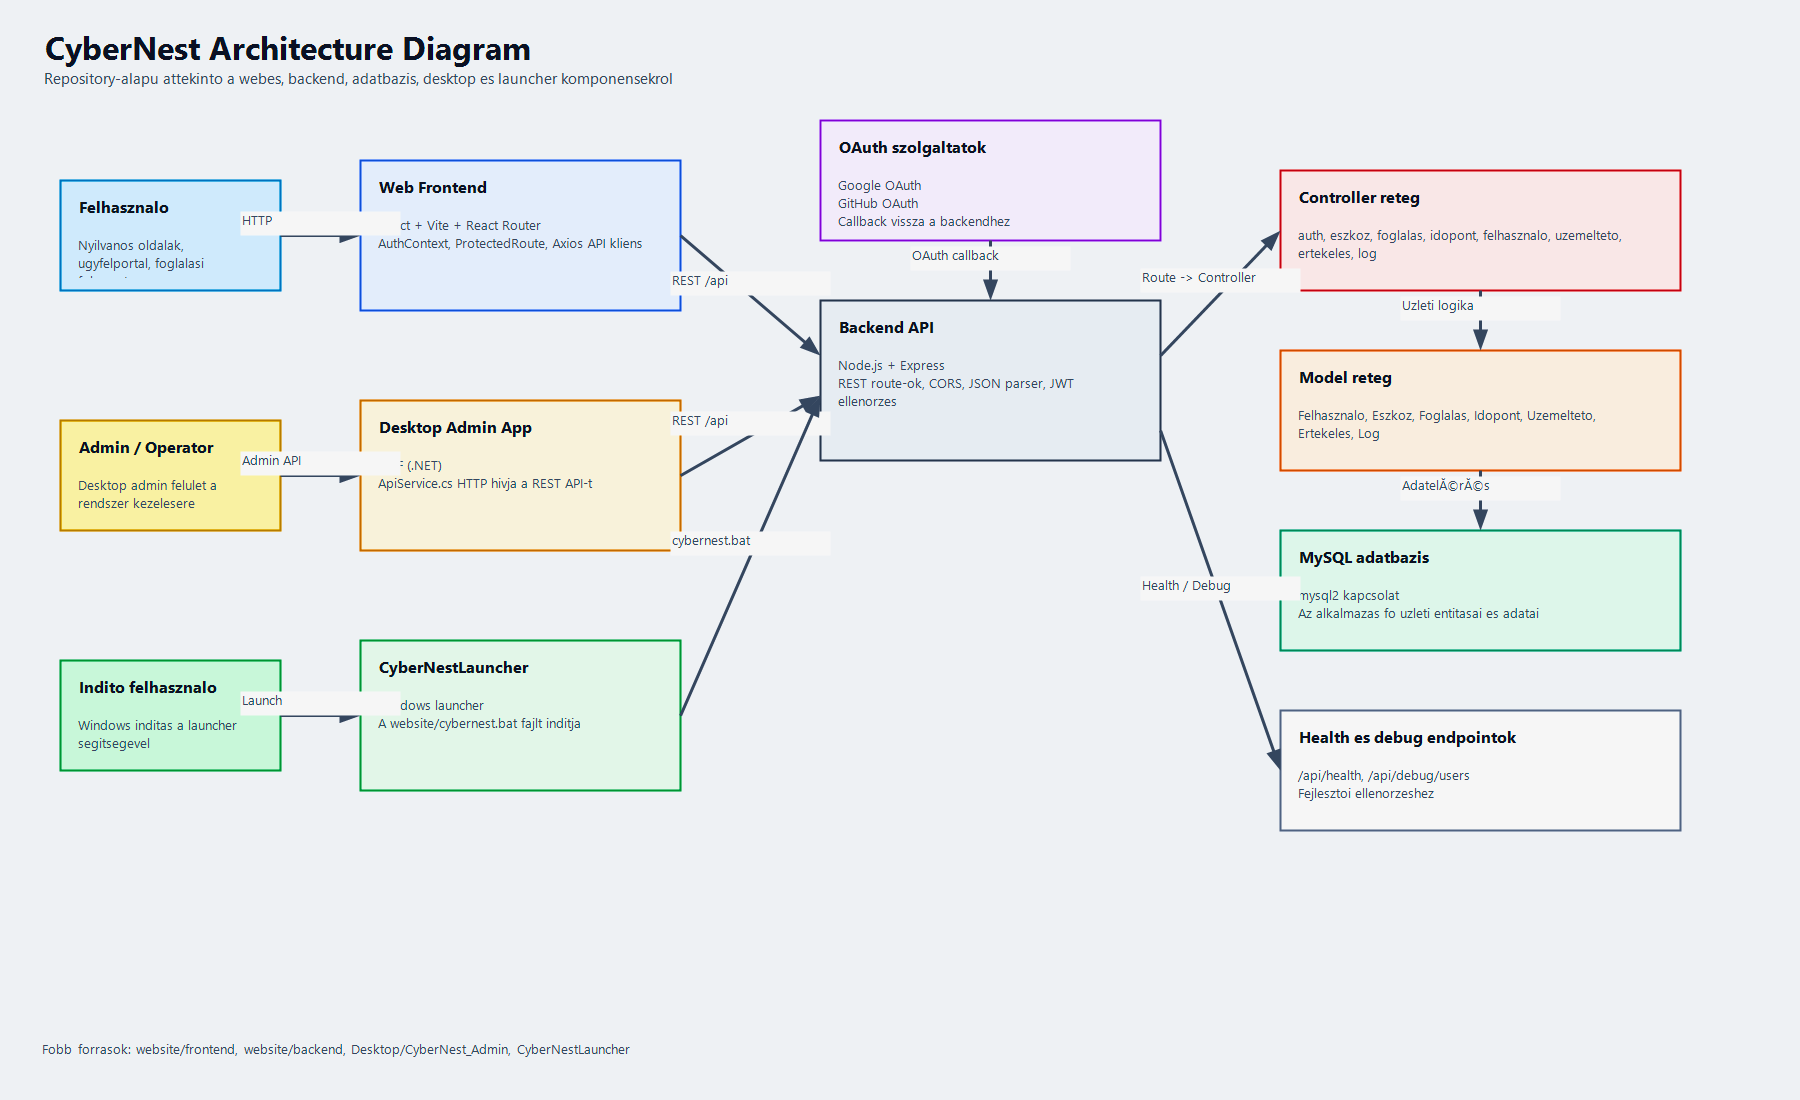 CyberNest Architecture Diagram
Repository-alapu attekinto a webes, backend, adatbazis, desktop es launcher komponensekrol
Felhasznalo
Nyilvanos oldalak,
ugyfelportal, foglalasi
HTTP
Web Frontend
ct + Vite + React Router
AuthContext, ProtectedRoute, Axios API kliens
REST /api
OAuth szolgaltatok
Google OAuth
GitHub OAuth
Callback vissza a backendhez
OAuth callback
Backend API
Node.js + Express
REST route-ok, CORS, JSON parser, JWT
ellenorzes
Route -> Controller
Controller reteg
auth, eszkoz, foglalas, idopont, felhasznalo, uzemelteto,
ertekeles, log
Uzleti logika
Model reteg
Felhasznalo, Eszkoz, Foglalas, Idopont, Uzemelteto,
Ertekeles, Log
AdatelĂ©rĂ©s
MySQL adatbazis
mysql2 kapcsolat
Az alkalmazas fo uzleti entitasai es adatai
Admin / Operator
Desktop admin felulet a
rendszer kezelesere
Admin API
Desktop Admin App
F (.NET)
ApiService.cs HTTP hivja a REST API-t
REST /api
cybernest.bat
Health / Debug
Indito felhasznalo
Windows inditas a launcher
segitsegevel
Launch
CyberNestLauncher
dows launcher
A website/cybernest.bat fajlt inditja
Health es debug endpointok
/api/health, /api/debug/users
Fejlesztoi ellenorzeshez
Fobb forrasok: website/frontend, website/backend, Desktop/CyberNest_Admin, CyberNestLauncher